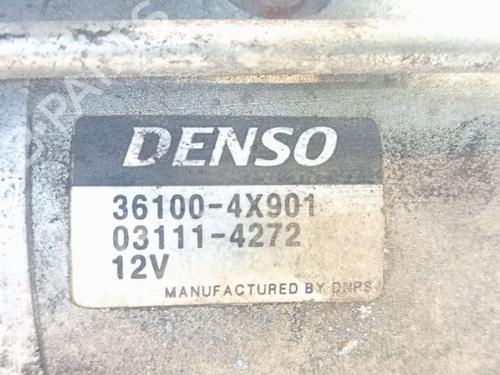 DENSO
36100-4X901
03111-4272
12V
MANUFACTURED BY DNPS